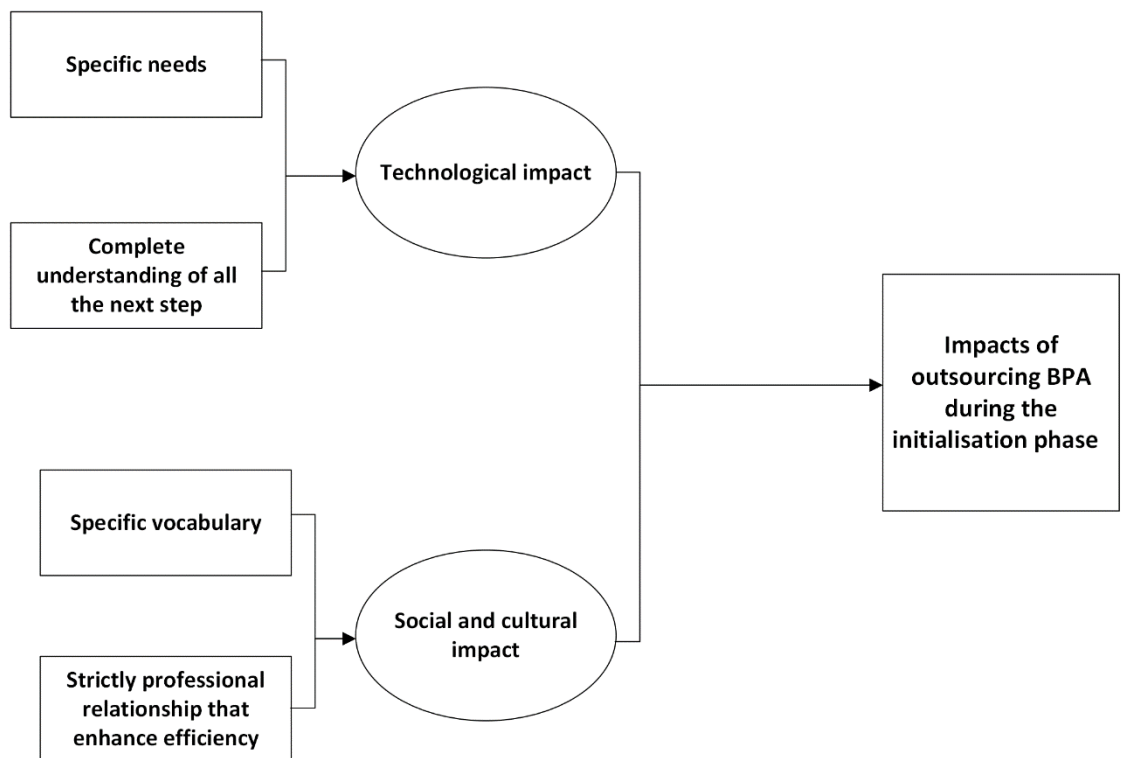 Specific needs
Technological impact
Complete
understanding of all
the next step
Impacts of
outsourcing BPA
during the
initialisation phase
Specific vocabulary
Social and cultural
impact
Strictly professional
relationship that
enhance efficiency